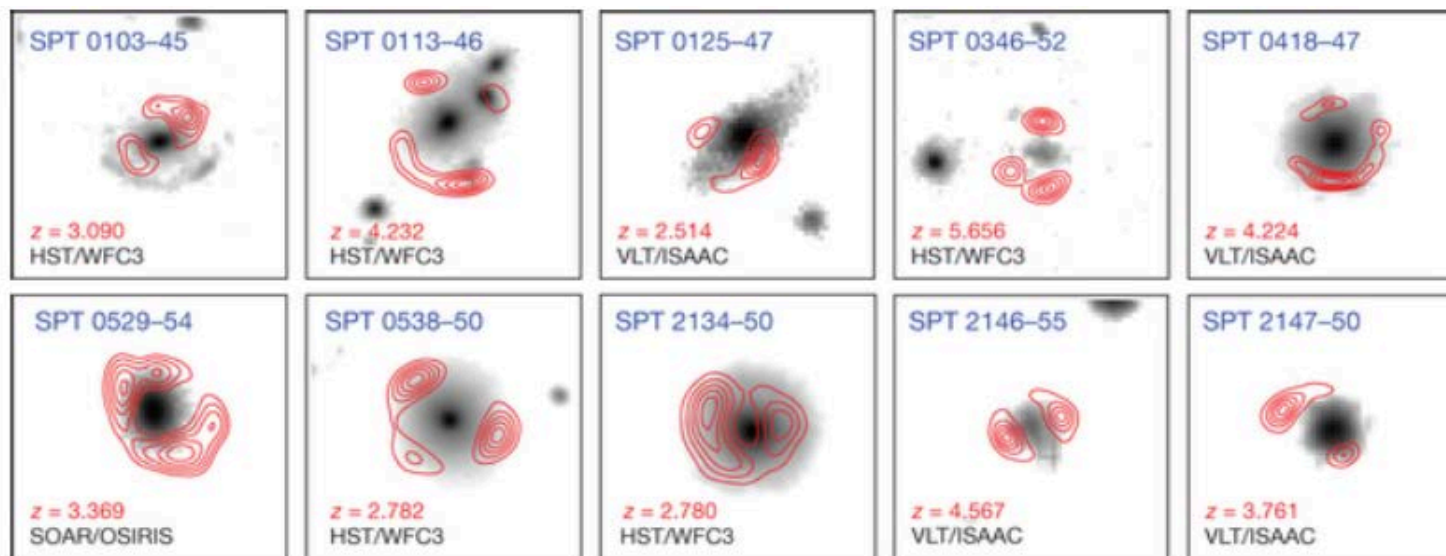 SPT 0103–45
z = 3.090
HST/WFC3
SPT 0113–46
z = 4.232
HST/WFC3
SPT 0125–47
z = 2.514
VLT/ISAAC
SPT 0346–52
z = 5.656
HST/WFC3
SPT 0418–47
z = 4.224
VLT/ISAAC
SPT 0529–54
z = 3.369
SOAR/OSIRIS
SPT 0538–50
z = 2.782
HST/WFC3
SPT 2134–50
z = 2.780
HST/WFC3
SPT 2146–55
z = 4.567
VLT/ISAAC
SPT 2147–50
z = 3.761
VLT/ISAAC